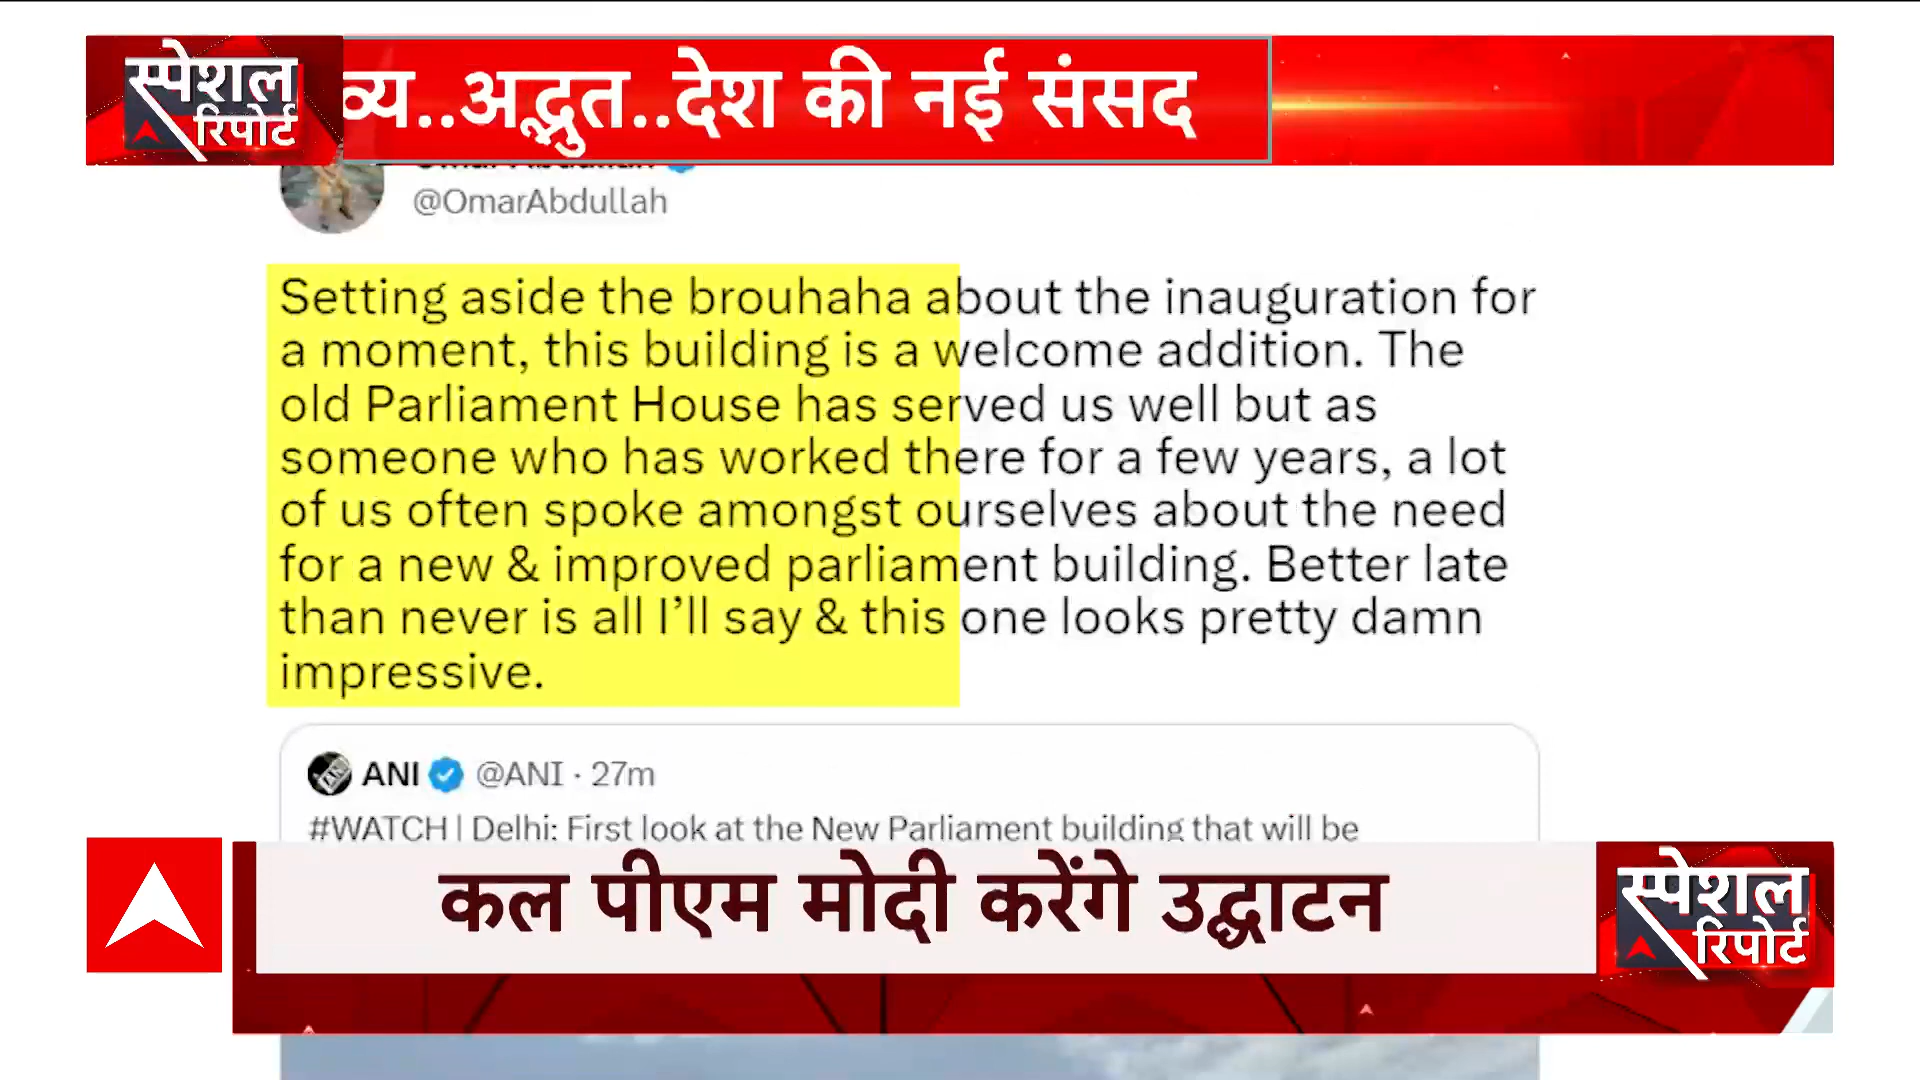 स्पेशल
रिपोर्ट
व्य..अद्भुत..देश की नई संसद
@OmarAbdullah
Setting aside the brouhaha about the inauguration for
a moment, this building is a welcome addition. The
old Parliament House has served us well but as
someone who has worked there for a few years, a lot
of us often spoke amongst ourselves about the need
for a new & improved parliament building. Better late
than never is all I’ll say & this one looks pretty damn
impressive.
ANI @ANI · 27m
#WATCH | Delhi: First look at the New Parliament building that will be
कल पीएम मोदी करेंगे उद्घाटन
स्पेशल
रिपोर्ट